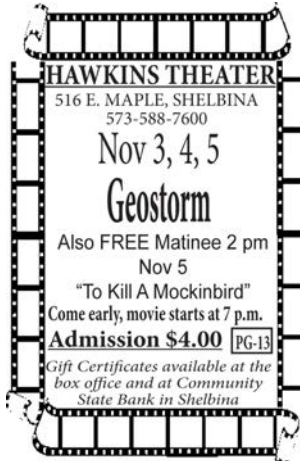 HAWKINS THEATER
516 E. MAPLE, SHELBINA
573-588-7600
Nov 3, 4, 5
Geostorm
Also FREE Matinee 2 pm
Nov 5
“To Kill A Mockinbird”
Come early, movie starts at 7 p.m.
Admission $4.00 PG-13
Gift Certificates available at the
box office and at Community
State Bank in Shelbina